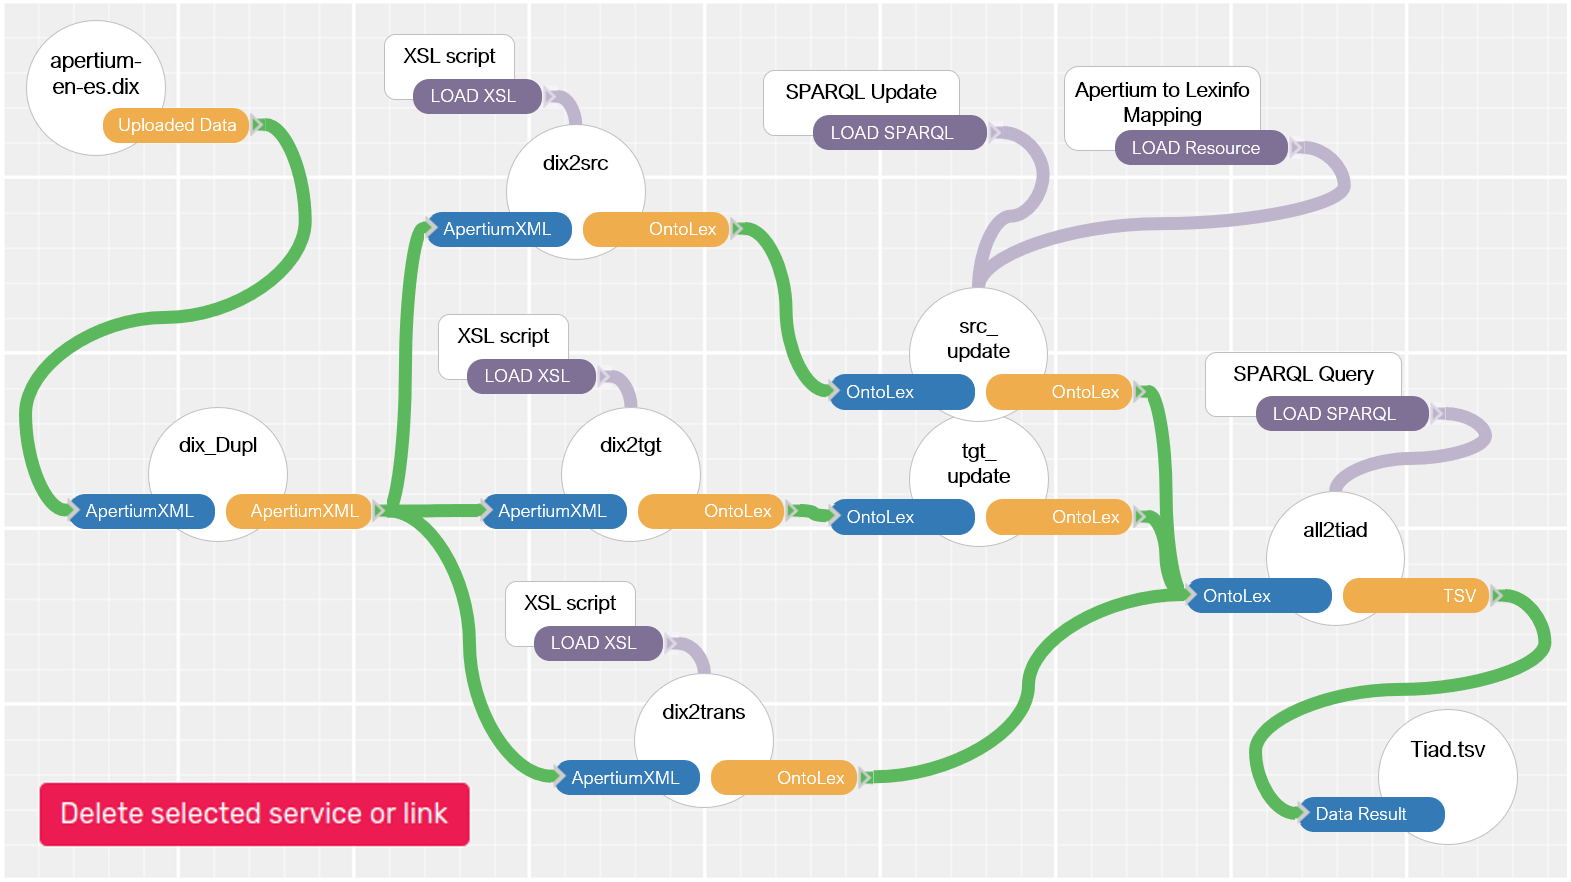 apertium-
en-es.dix
Uploaded Data
XSL script
LOAD XSL
dix2src
ApertiumXML
OntoLex
SPARQL Update
LOAD SPARQL
Apertium to Lexinfo
Mapping
LOAD Resource
XSL script
LOAD XSL
src_
update
OntoLex
OntoLex
SPARQL Query
LOAD SPARQL
dix_Dupl
ApertiumXML
ApertiumXML
dix2tgt
ApertiumXML
OntoLex
tgt_
update
OntoLex
OntoLex
all2tiad
OntoLex
TSV
XSL script
LOAD XSL
dix2trans
ApertiumXML
OntoLex
Tiad.tsv
Data Result
Delete selected service or link